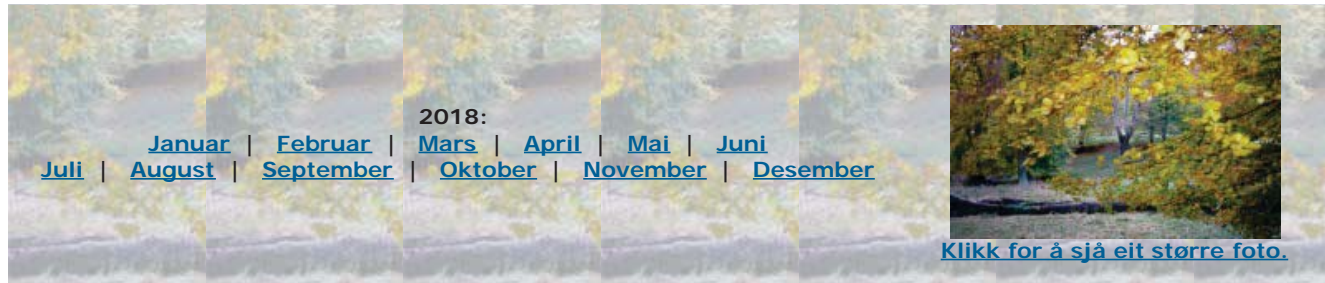 2018:
Januar | Februar | Mars | April | Mai | Juni
Juli | August | September | Oktober | November | Desember
Klikk for å sjå eit større foto.